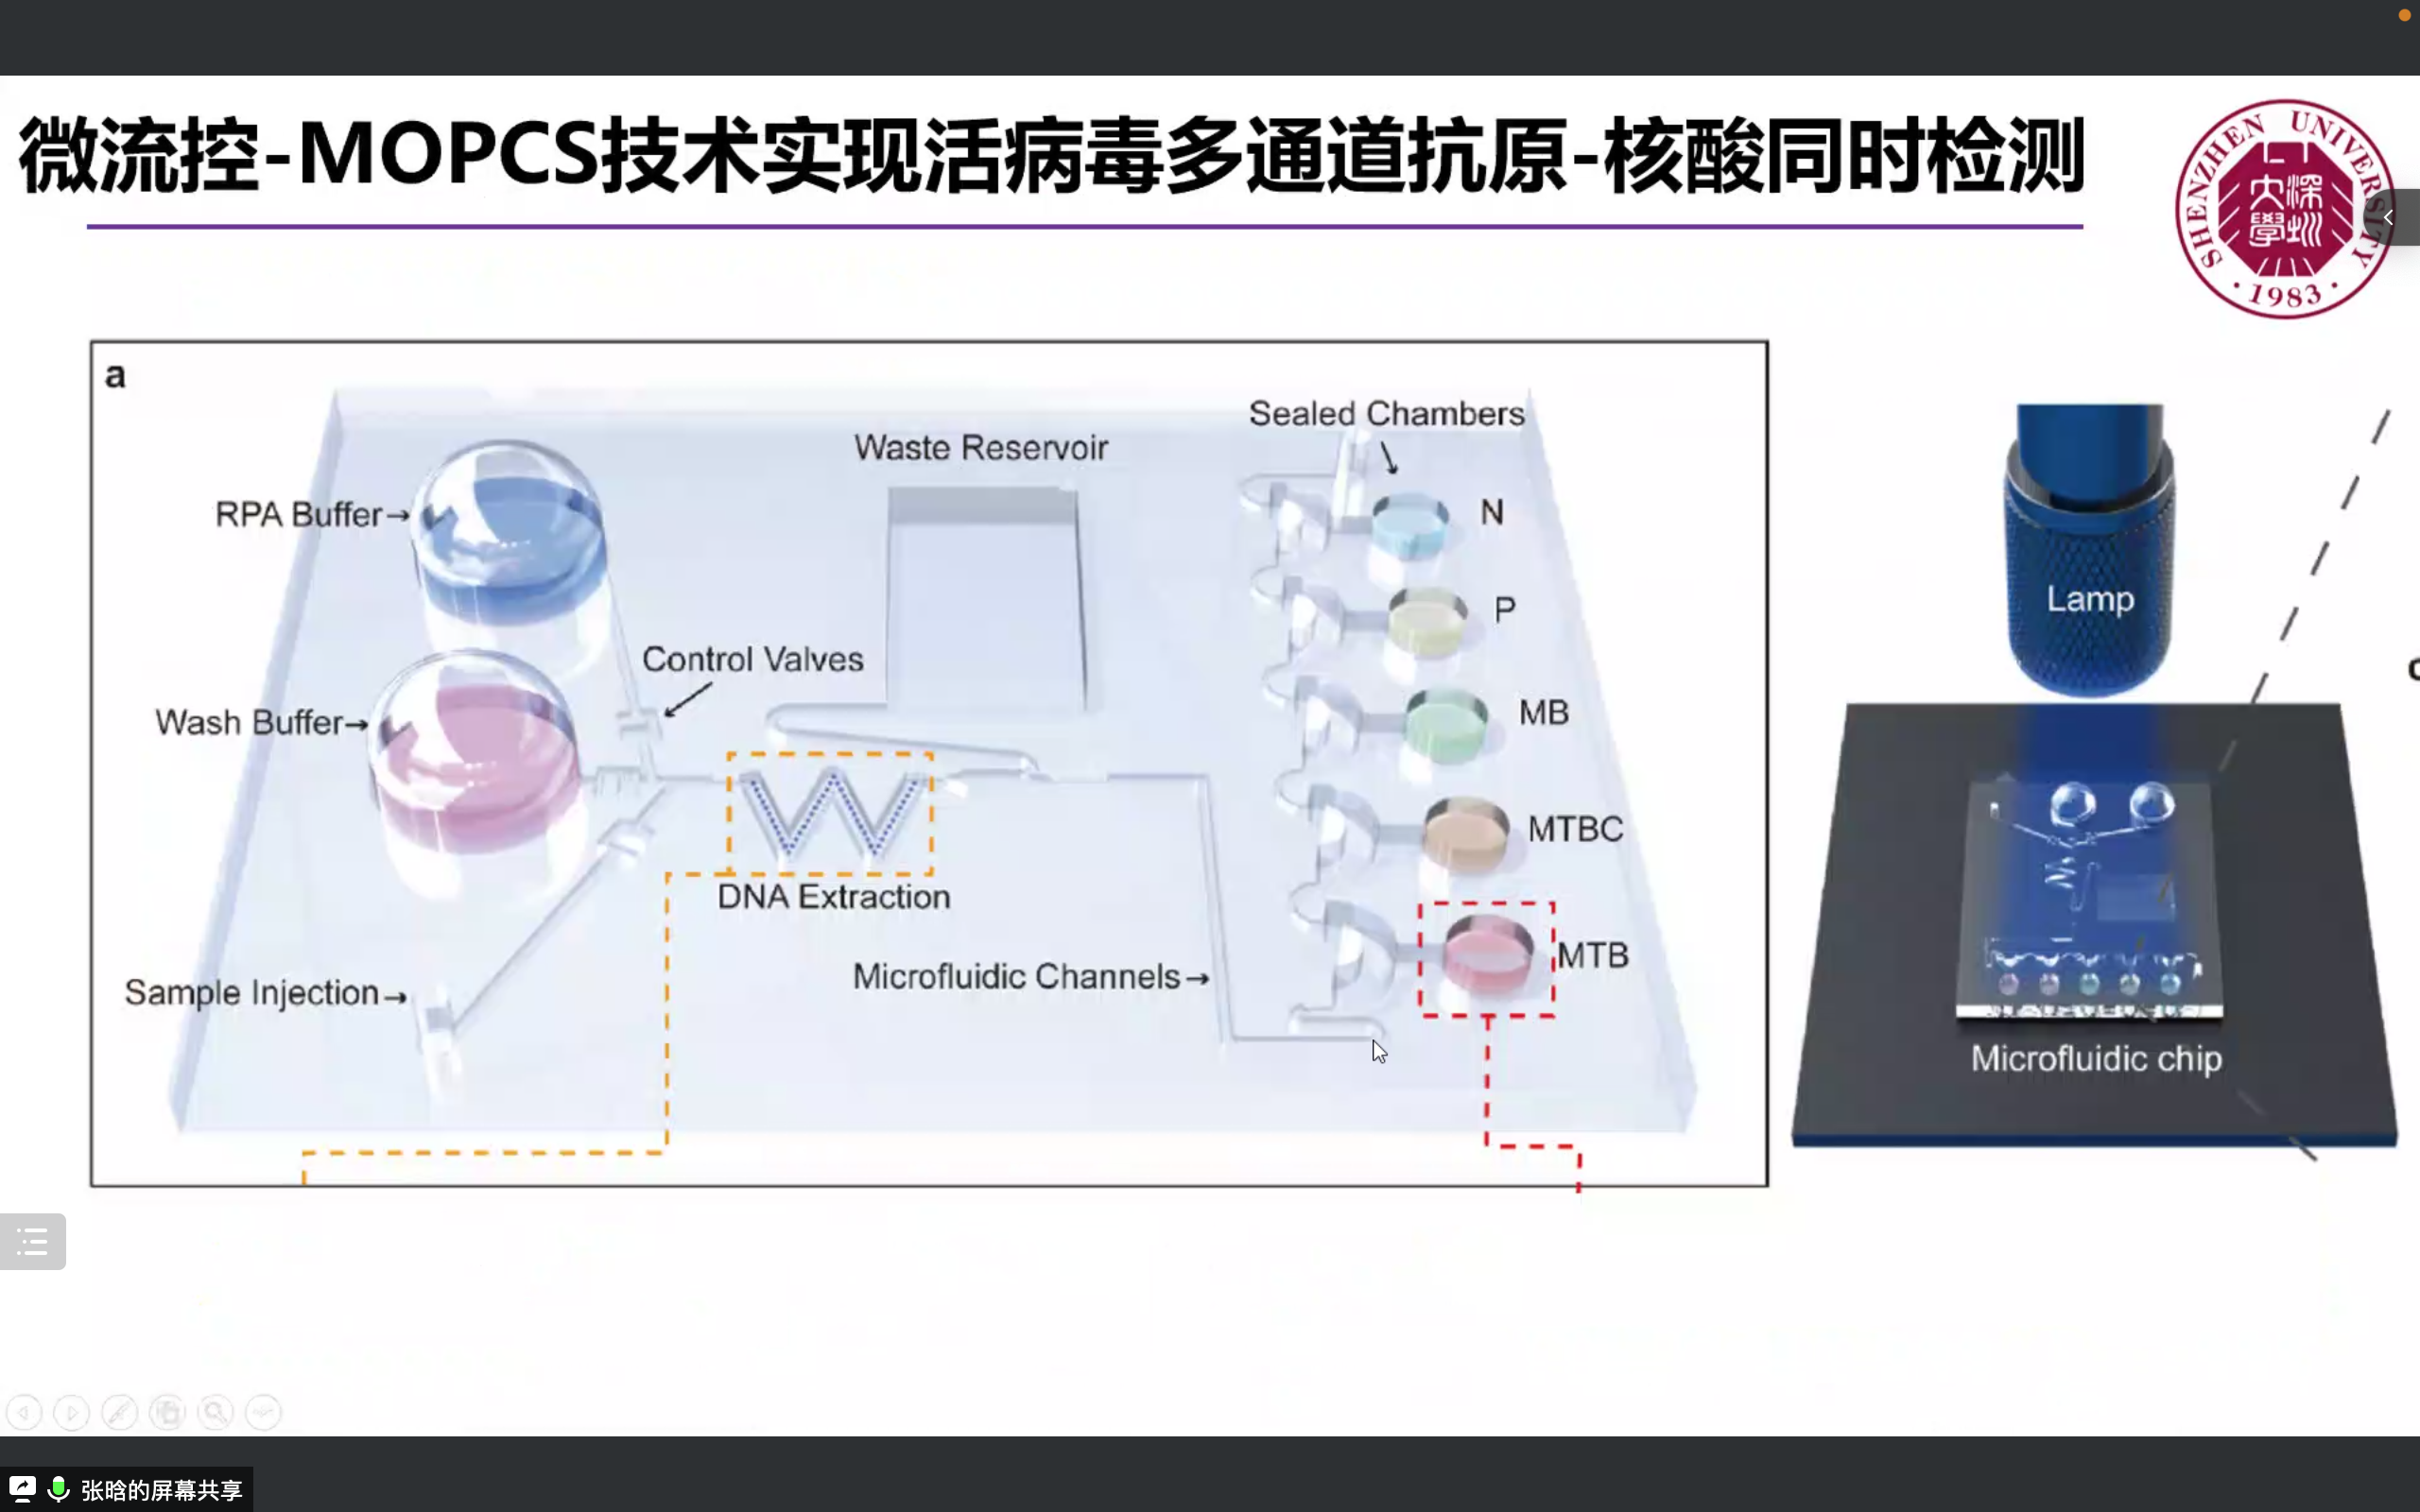 微流控-MOPCS技术实现活病毒多通道抗原-核酸同时检测
SHENZHEN UNIVERSITY
深圳大學
·1983·
a
Sealed Chambers
Waste Reservoir
RPA Buffer→
N
P
Lamp
Control Valves
Wash Buffer→
MB
MTBC
DNA Extraction
MTB
Microfluidic Channels→
Sample Injection→
Microfluidic chip
张晗的屏幕共享